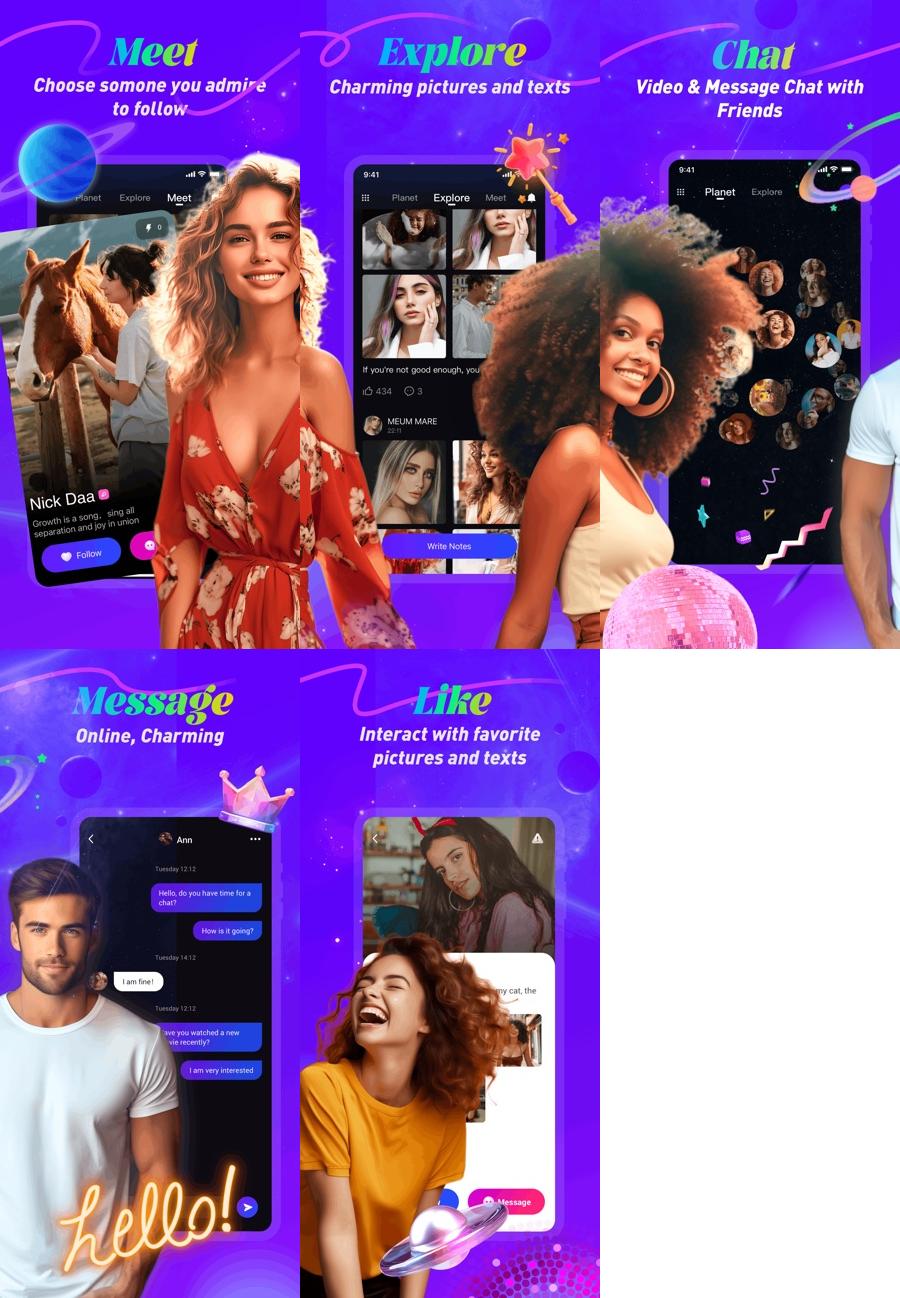 Meet
Choose somone you admire
to follow
Planet Explore Meet
0
Nick Daa
Growth is a song, sing all
separation and joy in union
Follow
Explore
Charming pictures and texts
9:41
Planet Explore Meet
If you're not good enough, you
434 3
MEUM MARE
22:11
Write Notes
Chat
Video & Message Chat with
Friends
9:41
Planet Explore
Message
Online, Charming
Ann
Tuesday 12:12
Hello, do you have time for a
chat?
How is it going?
Tuesday 14:12
I am fine!
Tuesday 12:12
ave you watched a new
vie recently?
I am very interested
hello!
Like
Interact with favorite
pictures and texts
my cat, the
Message